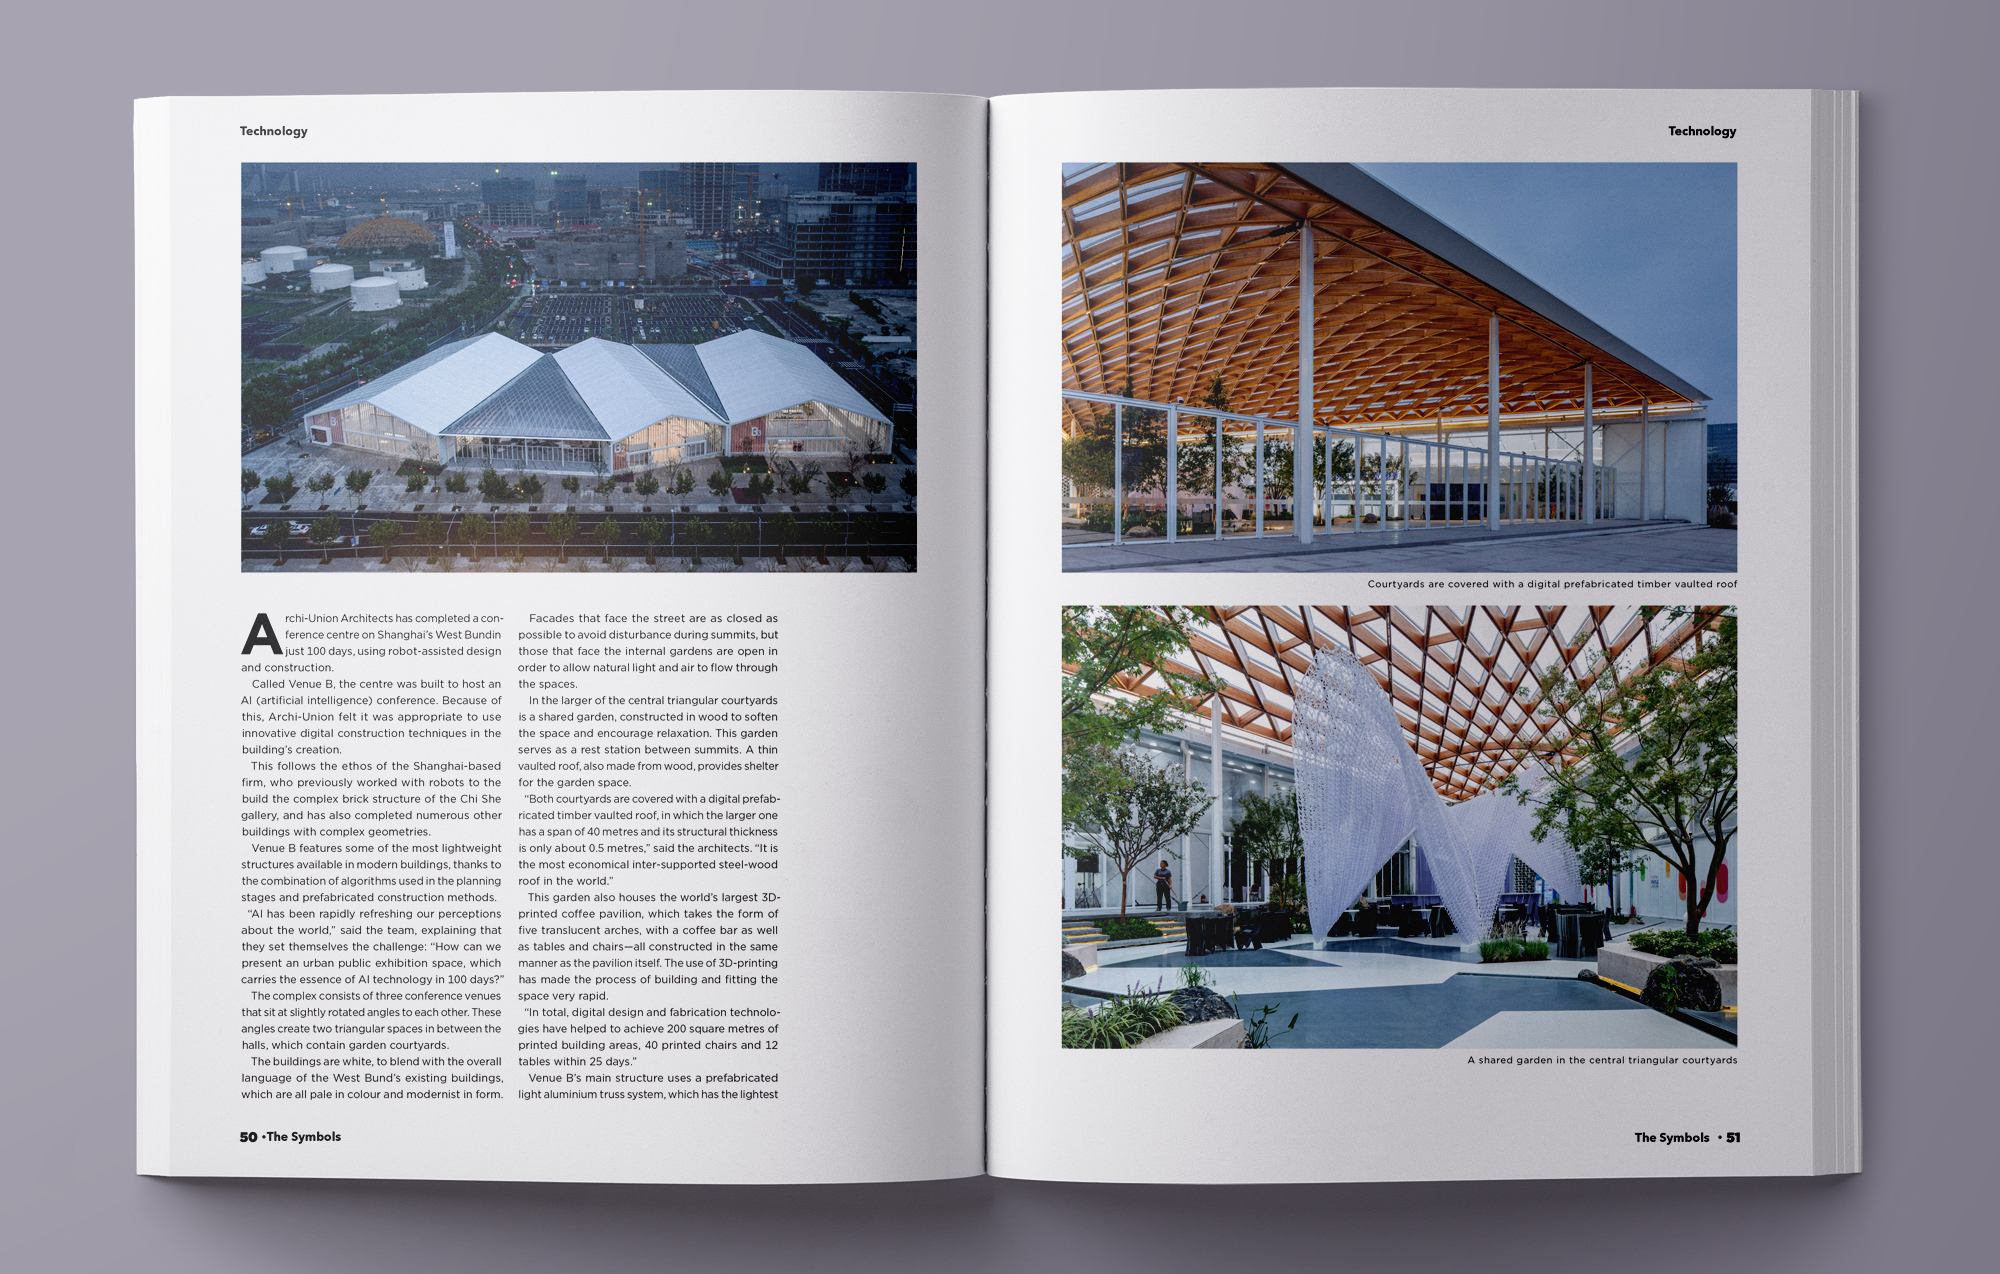 Technology
Archi-Union Architects has completed a con-
ference centre on Shanghai's West Bundin
just 100 days, using robot-assisted design
and construction.
Called Venue B, the centre was built to host an
AI (artificial intelligence) conference. Because of
this, Archi-Union felt it was appropriate to use
innovative digital construction techniques in the
building's creation.
This follows the ethos of the Shanghai-based
firm, who previously worked with robots to the
build the complex brick structure of the Chi She
gallery, and has also completed numerous other
buildings with complex geometries.
Venue B features some of the most lightweight
structures available in modern buildings, thanks to
the combination of algorithms used in the planning
stages and prefabricated construction methods.
“AI has been rapidly refreshing our perceptions
about the world,” said the team, explaining that
they set themselves the challenge: “How can we
present an urban public exhibition space, which
carries the essence of AI technology in 100 days?”
The complex consists of three conference venues
that sit at slightly rotated angles to each other. These
angles create two triangular spaces in between the
halls, which contain garden courtyards.
The buildings are white, to blend with the overall
language of the West Bund's existing buildings,
which are all pale in colour and modernist in form.
Facades that face the street are as closed as
possible to avoid disturbance during summits, but
those that face the internal gardens are open in
order to allow natural light and air to flow through
the spaces.
In the larger of the central triangular courtyards
is a shared garden, constructed in wood to soften
the space and encourage relaxation. This garden
serves as a rest station between summits. A thin
vaulted roof, also made from wood, provides shelter
for the garden space.
“Both courtyards are covered with a digital prefab-
ricated timber vaulted roof, in which the larger one
has a span of 40 metres and its structural thickness
is only about 0.5 metres,” said the architects. “It is
the most economical inter-supported steel-wood
roof in the world.”
This garden also houses the world's largest 3D-
printed coffee pavilion, which takes the form of
five translucent arches, with a coffee bar as well
as tables and chairs—all constructed in the same
manner as the pavilion itself. The use of 3D-printing
has made the process of building and fitting the
space very rapid.
“In total, digital design and fabrication technolo-
gies have helped to achieve 200 square metres of
printed building areas, 40 printed chairs and 12
tables within 25 days.”
Venue B's main structure uses a prefabricated
light aluminium truss system, which has the lightest
50 •The Symbols
Technology
Courtyards are covered with a digital prefabricated timber vaulted roof
A shared garden in the central triangular courtyards
The Symbols • 51